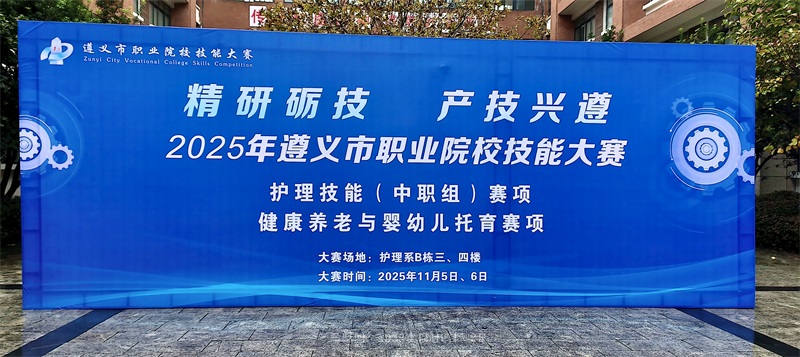 遵义市职业院校技能大赛
Zunyi City Vocational College Skills Competition
精研砺技 产技兴遵
2025年遵义市职业院校技能大赛
护理技能（中职组）赛项
健康养老与婴幼儿托育赛项
大赛场地：护理系B栋三、四楼
大赛时间：2025年11月5日、6日